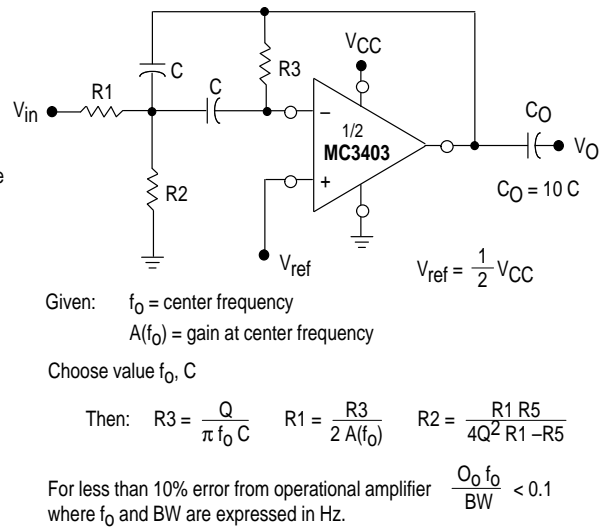 VCC
R3
C
C
R1
Vin
1/2
MC3403
–
+
CO
VO
CO = 10 C
R2
e
Vref
Vref = 1/2 VCC
Given: fo = center frequency
A(fo) = gain at center frequency
Choose value fo, C
Then: R3 = Q/π fo C R1 = R3/2 A(fo) R2 = R1 R5/4Q² R1 –R5
For less than 10% error from operational amplifier Oo fo/BW < 0.1
where fo and BW are expressed in Hz.